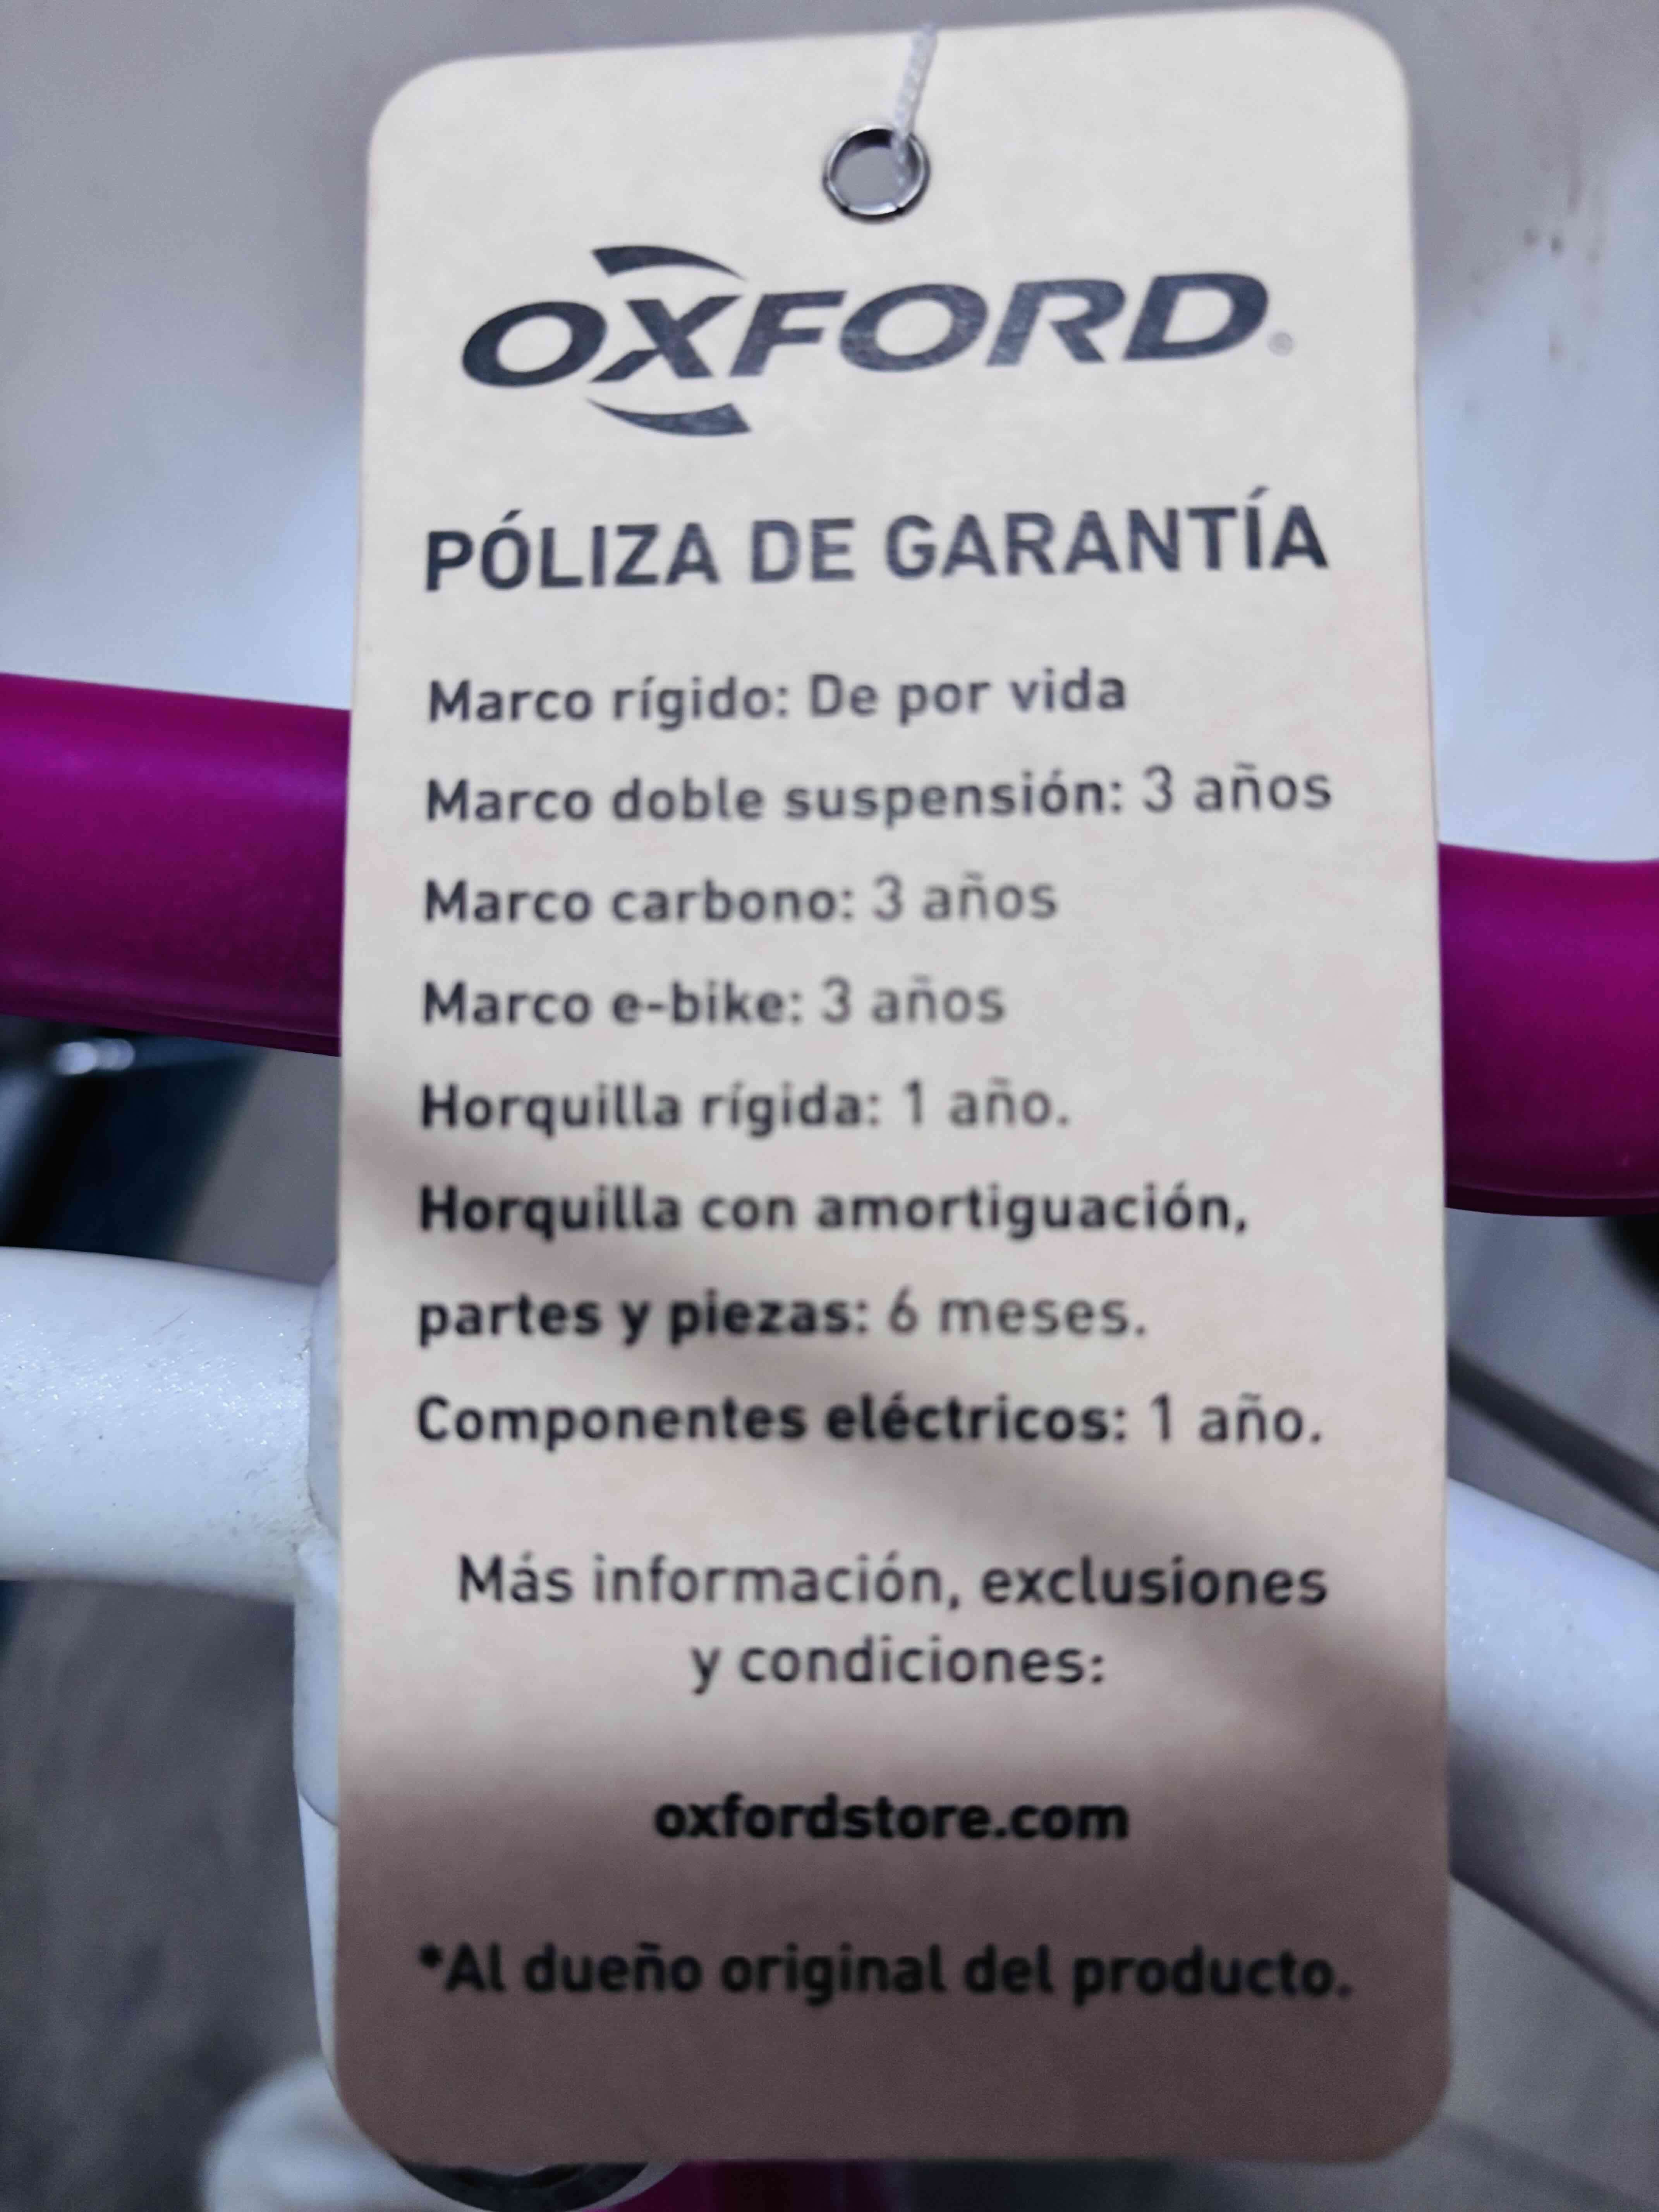 OXFORD®
PÓLIZA DE GARANTÍA
Marco rígido: De por vida
Marco doble suspensión: 3 años
Marco carbono: 3 años
Marco e-bike: 3 años
Horquilla rígida: 1 año.
Horquilla con amortiguación,
partes y piezas: 6 meses.
Componentes eléctricos: 1 año.
Más información, exclusiones
y condiciones:
oxfordstore.com
*Al dueño original del producto.